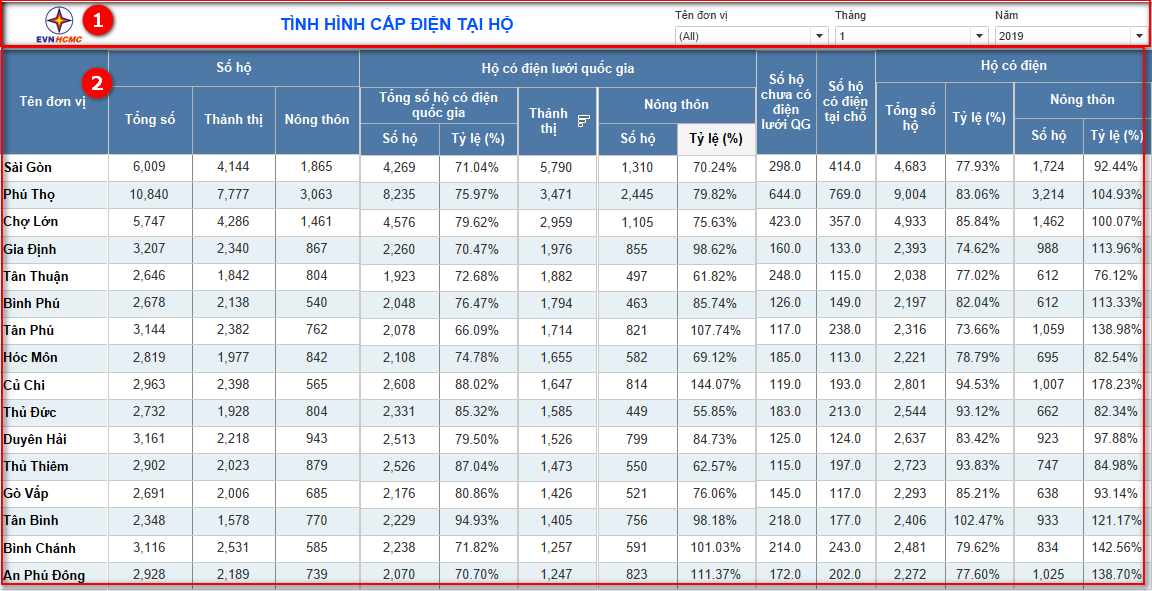 1
EVNHCMC
TÌNH HÌNH CẤP ĐIỆN TẠI HỘ
Tên đơn vị
(All)
Tháng
1
Năm
2019
2
Tên đơn vị
Số hộ
Tổng số
Thành thị
Nông thôn
Hộ có điện lưới quốc gia
Tổng số hộ có điện
quốc gia
Số hộ
Tỷ lệ (%)
Thành
thị
Nông thôn
Số hộ
Tỷ lệ (%)
Số hộ
chưa có
điện
lưới QG
Số hộ
có điện
tại chỗ
Hộ có điện
Tổng số
hộ
Tỷ lệ (%)
Nông thôn
Số hộ
Tỷ lệ (%)
Sài Gòn 6,009 4,144 1,865 4,269 71.04% 5,790 1,310 70.24% 298.0 414.0 4,683 77.93% 1,724 92.44%
Phú Thọ 10,840 7,777 3,063 8,235 75.97% 3,471 2,445 79.82% 644.0 769.0 9,004 83.06% 3,214 104.93%
Chợ Lớn 5,747 4,286 1,461 4,576 79.62% 2,959 1,105 75.63% 423.0 357.0 4,933 85.84% 1,462 100.07%
Gia Định 3,207 2,340 867 2,260 70.47% 1,976 855 98.62% 160.0 133.0 2,393 74.62% 988 113.96%
Tân Thuận 2,646 1,842 804 1,923 72.68% 1,882 497 61.82% 248.0 115.0 2,038 77.02% 612 76.12%
Bình Phú 2,678 2,138 540 2,048 76.47% 1,794 463 85.74% 126.0 149.0 2,197 82.04% 612 113.33%
Tân Phú 3,144 2,382 762 2,078 66.09% 1,714 821 107.74% 117.0 238.0 2,316 73.66% 1,059 138.98%
Hóc Môn 2,819 1,977 842 2,108 74.78% 1,655 582 69.12% 185.0 113.0 2,221 78.79% 695 82.54%
Củ Chi 2,963 2,398 565 2,608 88.02% 1,647 814 144.07% 119.0 193.0 2,801 94.53% 1,007 178.23%
Thủ Đức 2,732 1,928 804 2,331 85.32% 1,585 449 55.85% 183.0 213.0 2,544 93.12% 662 82.34%
Duyên Hải 3,161 2,218 943 2,513 79.50% 1,526 799 84.73% 125.0 124.0 2,637 83.42% 923 97.88%
Thủ Thiêm 2,902 2,023 879 2,526 87.04% 1,473 550 62.57% 115.0 197.0 2,723 93.83% 747 84.98%
Gò Vấp 2,691 2,006 685 2,176 80.86% 1,426 521 76.06% 145.0 117.0 2,293 85.21% 638 93.14%
Tân Bình 2,348 1,578 770 2,229 94.93% 1,405 756 98.18% 218.0 177.0 2,406 102.47% 933 121.17%
Bình Chánh 3,116 2,531 585 2,238 71.82% 1,257 591 101.03% 214.0 243.0 2,481 79.62% 834 142.56%
An Phú Đông 2,928 2,189 739 2,070 70.70% 1,247 823 111.37% 172.0 202.0 2,272 77.60% 1,025 138.70%